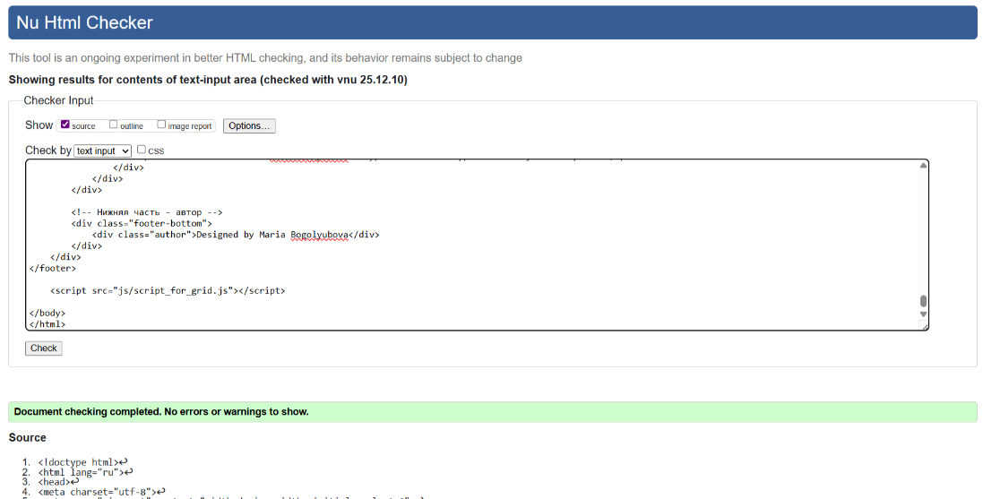 Nu Html Checker
This tool is an ongoing experiment in better HTML checking, and its behavior remains subject to change
Showing results for contents of text-input area (checked with vnu 25.12.10)
Checker Input
Show source outline image report Options...
Check by text input css
</div>
</div>
</div>
<!-- Нижняя часть - автор -->
<div class="footer-bottom">
<div class="author">Designed by Maria Bogolyubova</div>
</div>
</div>
</footer>
<script src="js/script_for_grid.js"></script>
</body>
</html>
Check
Document checking completed. No errors or warnings to show.
Source
1. <!doctype html>↩
2. <html lang="ru">↩
3. <head>↩
4. <meta charset="utf-8">↩